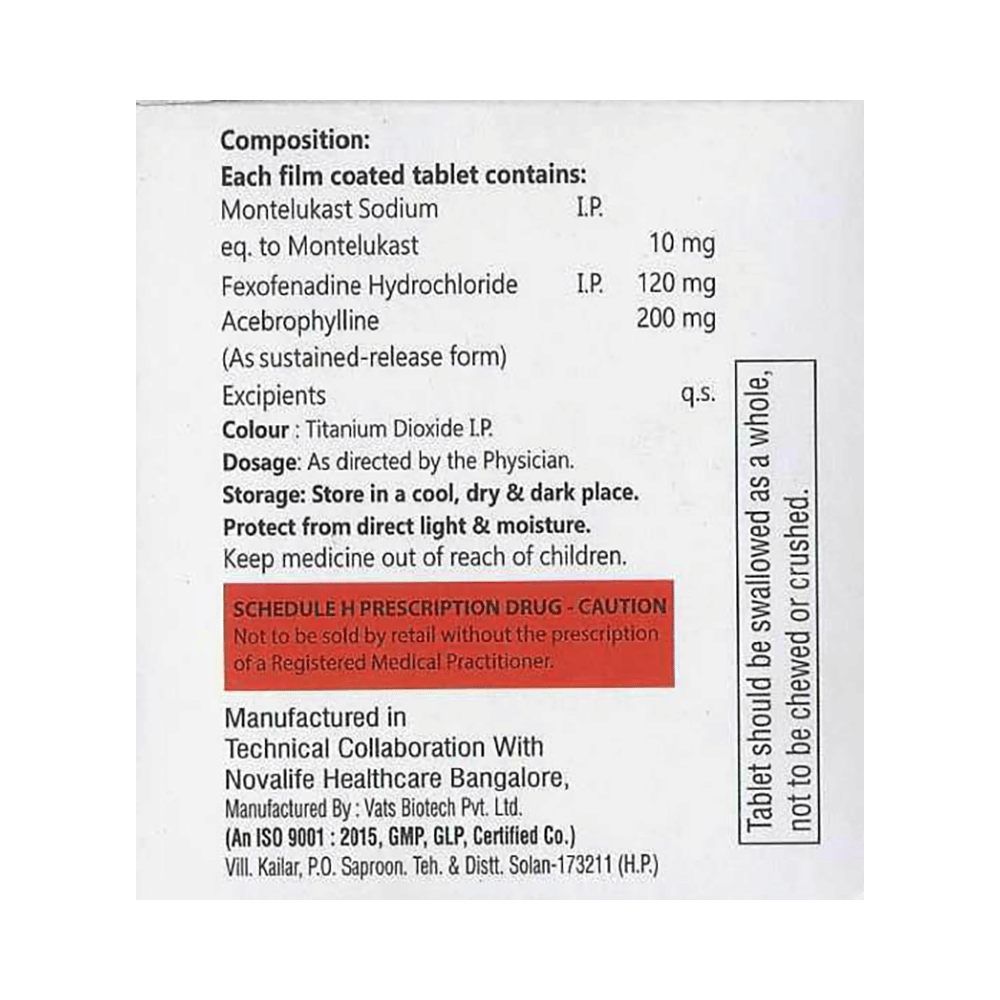 Composition:
Each film coated tablet contains:
Montelukast Sodium I.P.
eq. to Montelukast 10 mg
Fexofenadine Hydrochloride I.P. 120 mg
Acebrophylline 200 mg
(As sustained-release form)
Excipients q.s.
Colour : Titanium Dioxide I.P.
Dosage: As directed by the Physician.
Storage: Store in a cool, dry & dark place.
Protect from direct light & moisture.
Keep medicine out of reach of children.
SCHEDULE H PRESCRIPTION DRUG - CAUTION
Not to be sold by retail without the prescription
of a Registered Medical Practitioner.
Manufactured in
Technical Collaboration With
Novalife Healthcare Bangalore,
Manufactured By : Vats Biotech Pvt. Ltd.
(An ISO 9001 : 2015, GMP, GLP, Certified Co.)
Vill. Kailar, P.O. Saproon. Teh. & Distt. Solan-173211 (H.P.)
Tablet should be swallowed as a whole,
not to be chewed or crushed.